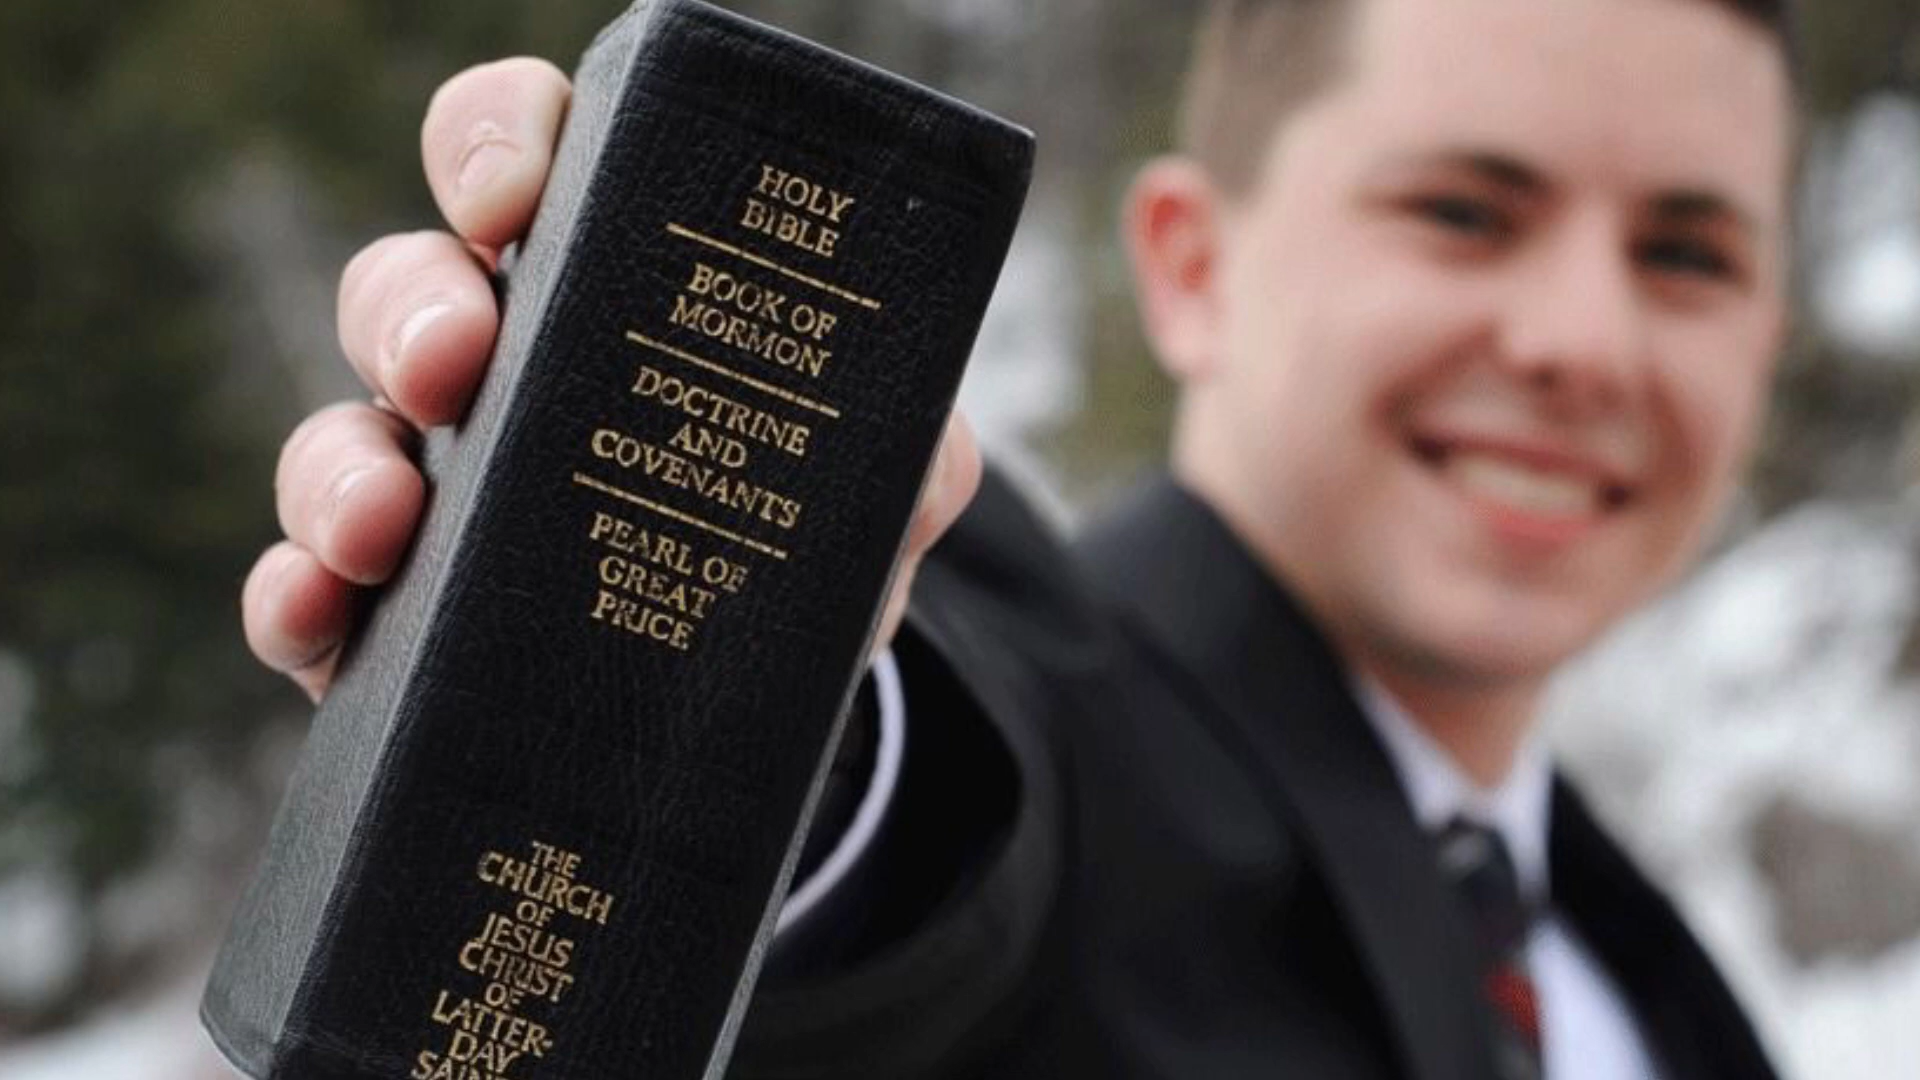 HOLY
BIBLE
BOOK OF
MORMON
DOCTRINE
AND
COVENANTS
PEARL OF
GREAT
PRICE
THE
CHURCH
OF
JESUS
CHRIST
OF
LATTER-
DAY
SAINTS